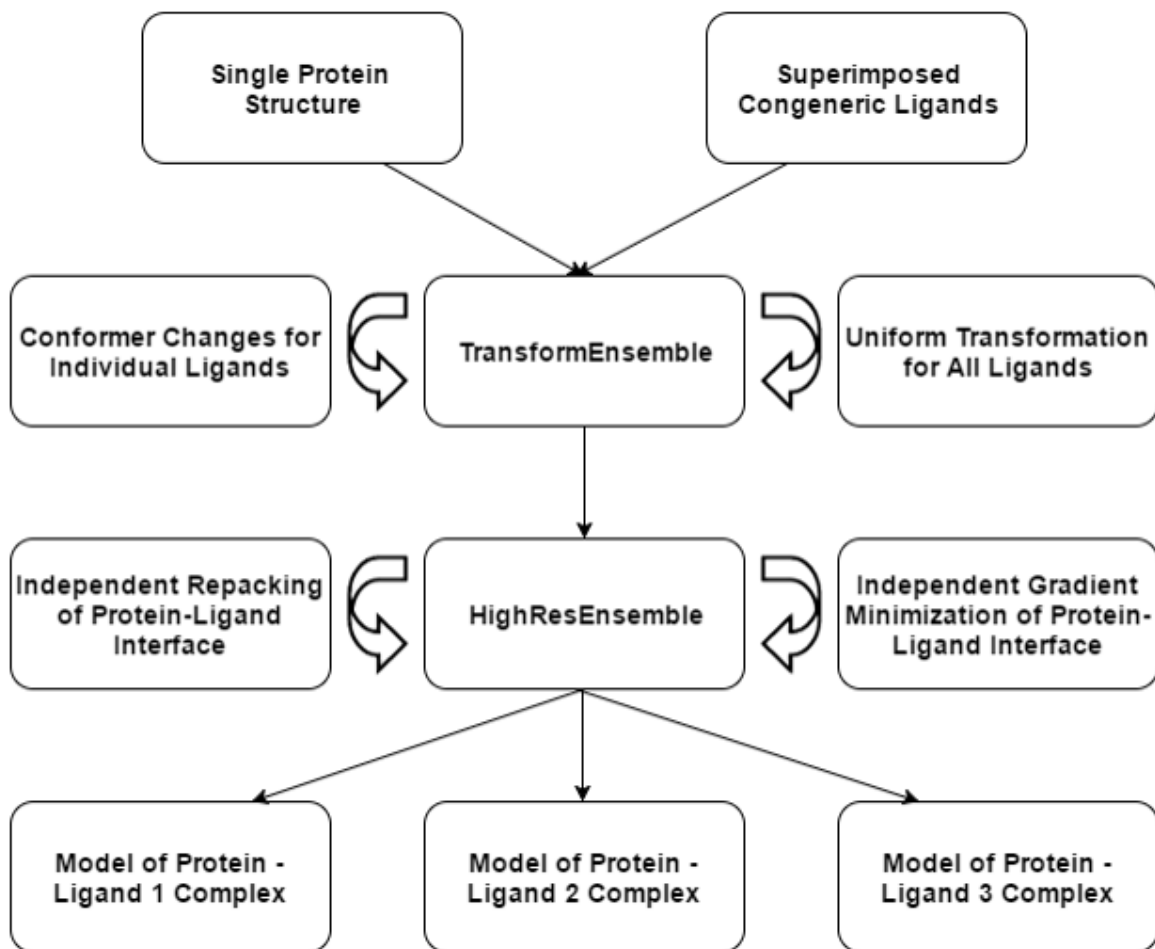 Single Protein
Structure
Superimposed
Congeneric Ligands
Conformer Changes for
Individual Ligands
TransformEnsemble
Uniform Transformation
for All Ligands
Independent Repacking
of Protein-Ligand
Interface
HighResEnsemble
Independent Gradient
Minimization of Protein-
Ligand Interface
Model of Protein -
Ligand 1 Complex
Model of Protein -
Ligand 2 Complex
Model of Protein -
Ligand 3 Complex